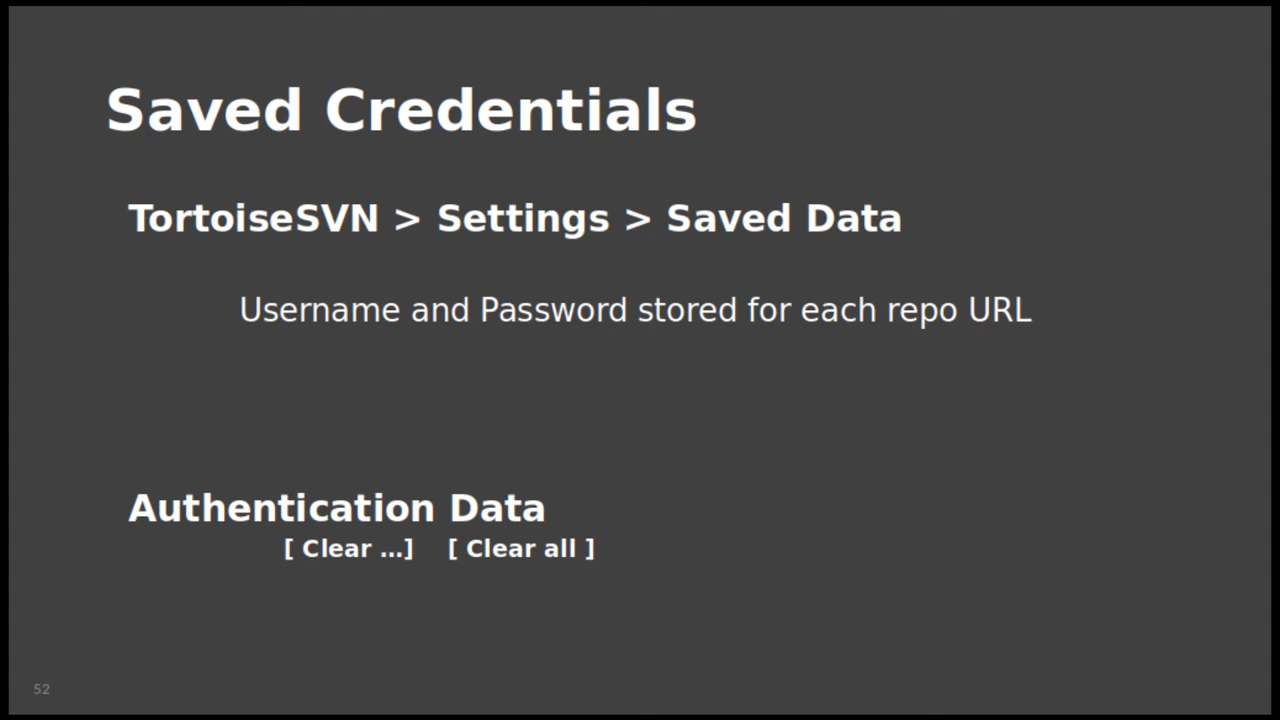 Saved Credentials
TortoiseSVN > Settings > Saved Data
Username and Password stored for each repo URL
Authentication Data
[ Clear …] [ Clear all ]
52